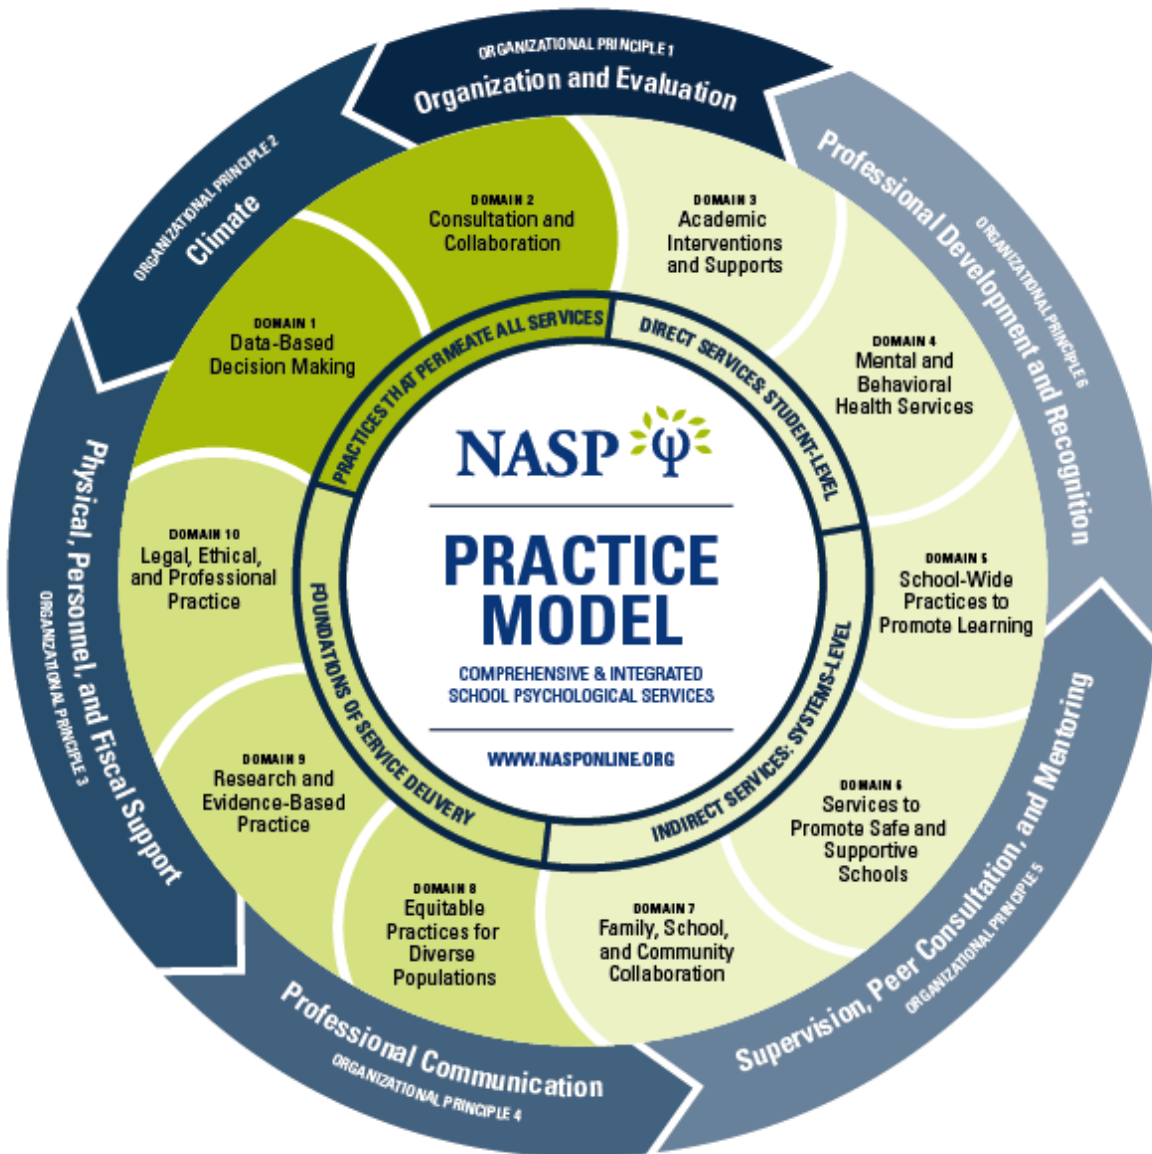 ORGANIZATIONAL PRINCIPLE 1
Organization and Evaluation
ORGANIZATIONAL PRINCIPLE 2
Climate
Physical, Personnel, and Fiscal Support
ORGANIZATIONAL PRINCIPLE 3
Professional Communication
ORGANIZATIONAL PRINCIPLE 4
Supervision, Peer Consultation, and Mentoring
ORGANIZATIONAL PRINCIPLE 5
Professional Development and Recognition
ORGANIZATIONAL PRINCIPLE 6
DOMAIN 1
Data-Based
Decision Making
DOMAIN 2
Consultation and
Collaboration
DOMAIN 3
Academic
Interventions
and Supports
DOMAIN 4
Mental and
Behavioral
Health Services
DOMAIN 5
School-Wide
Practices to
Promote Learning
DOMAIN 6
Services to
Promote Safe and
Supportive
Schools
DOMAIN 7
Family, School,
and Community
Collaboration
DOMAIN 8
Equitable
Practices for
Diverse
Populations
DOMAIN 9
Research and
Evidence-Based
Practice
DOMAIN 10
Legal, Ethical,
and Professional
Practice
PRACTICES THAT PERMEATE ALL SERVICES
DIRECT SERVICES: STUDENT-LEVEL
INDIRECT SERVICES: SYSTEMS-LEVEL
FOUNDATIONS OF SERVICE DELIVERY
NASP ψ
PRACTICE
MODEL
COMPREHENSIVE & INTEGRATED
SCHOOL PSYCHOLOGICAL SERVICES
WWW.NASPONLINE.ORG